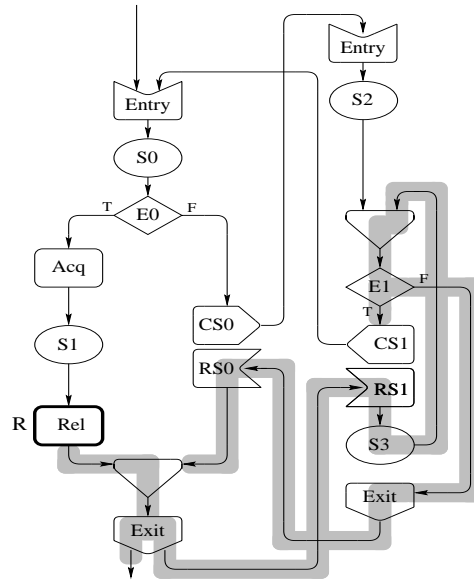 Entry
Entry
S2
S0
T E0 F
Acq
E1 F
T
CS0
S1
CS1
RS0
RS1
R Rel
S3
Exit
Exit